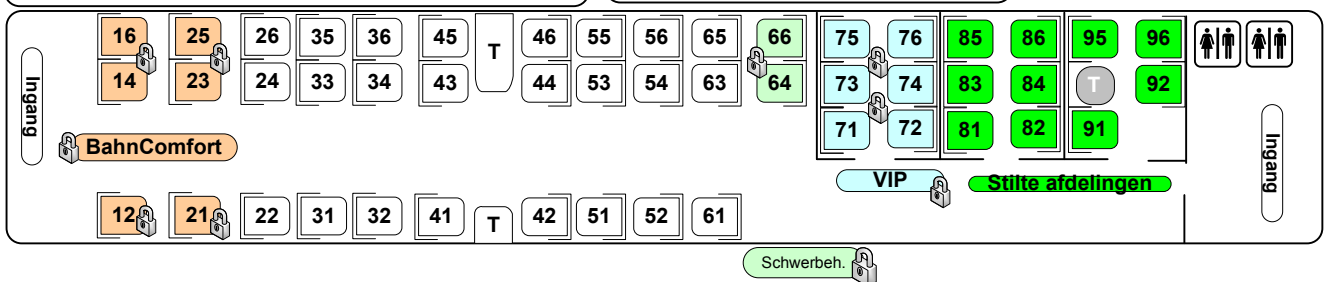 16 25 26 35 36 45 T 46 55 56 65 66 75 76 85 86 95 96
14 23 24 33 34 43 44 53 54 63 64 73 74 83 84 T 92
71 72 81 82 91
Ingang
BahnComfort
Ingang
VIP
Stilte afdelingen
12 21 22 31 32 41 T 42 51 52 61
Schwerbeh.